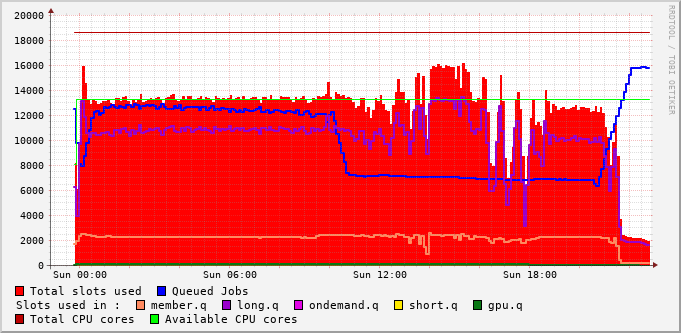 20000
18000
16000
14000
12000
10000
8000
6000
4000
2000
0
Sun 00:00 Sun 06:00 Sun 12:00 Sun 18:00
RRDTOOL / TOBI OETIKER
Total slots used Queued Jobs
Slots used in : member.q long.q ondemand.q short.q gpu.q
Total CPU cores Available CPU cores